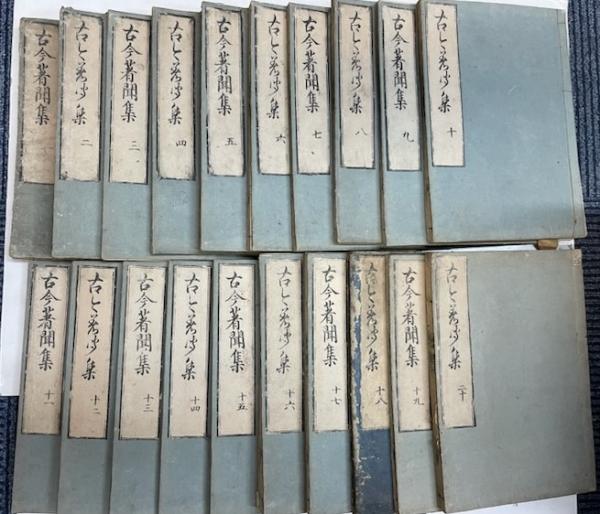 古今著聞集
古今著聞集 二
古今著聞集 三
古今著聞集 四
古今著聞集 五
古今著聞集 六
古今著聞集 七
古今著聞集 八
古今著聞集 九
古今著聞集 十
古今著聞集 十一
古今著聞集 十二
古今著聞集 十三
古今著聞集 十四
古今著聞集 十五
古今著聞集 十六
古今著聞集 十七
古今著聞集 十八
古今著聞集 十九
古今著聞集 二十